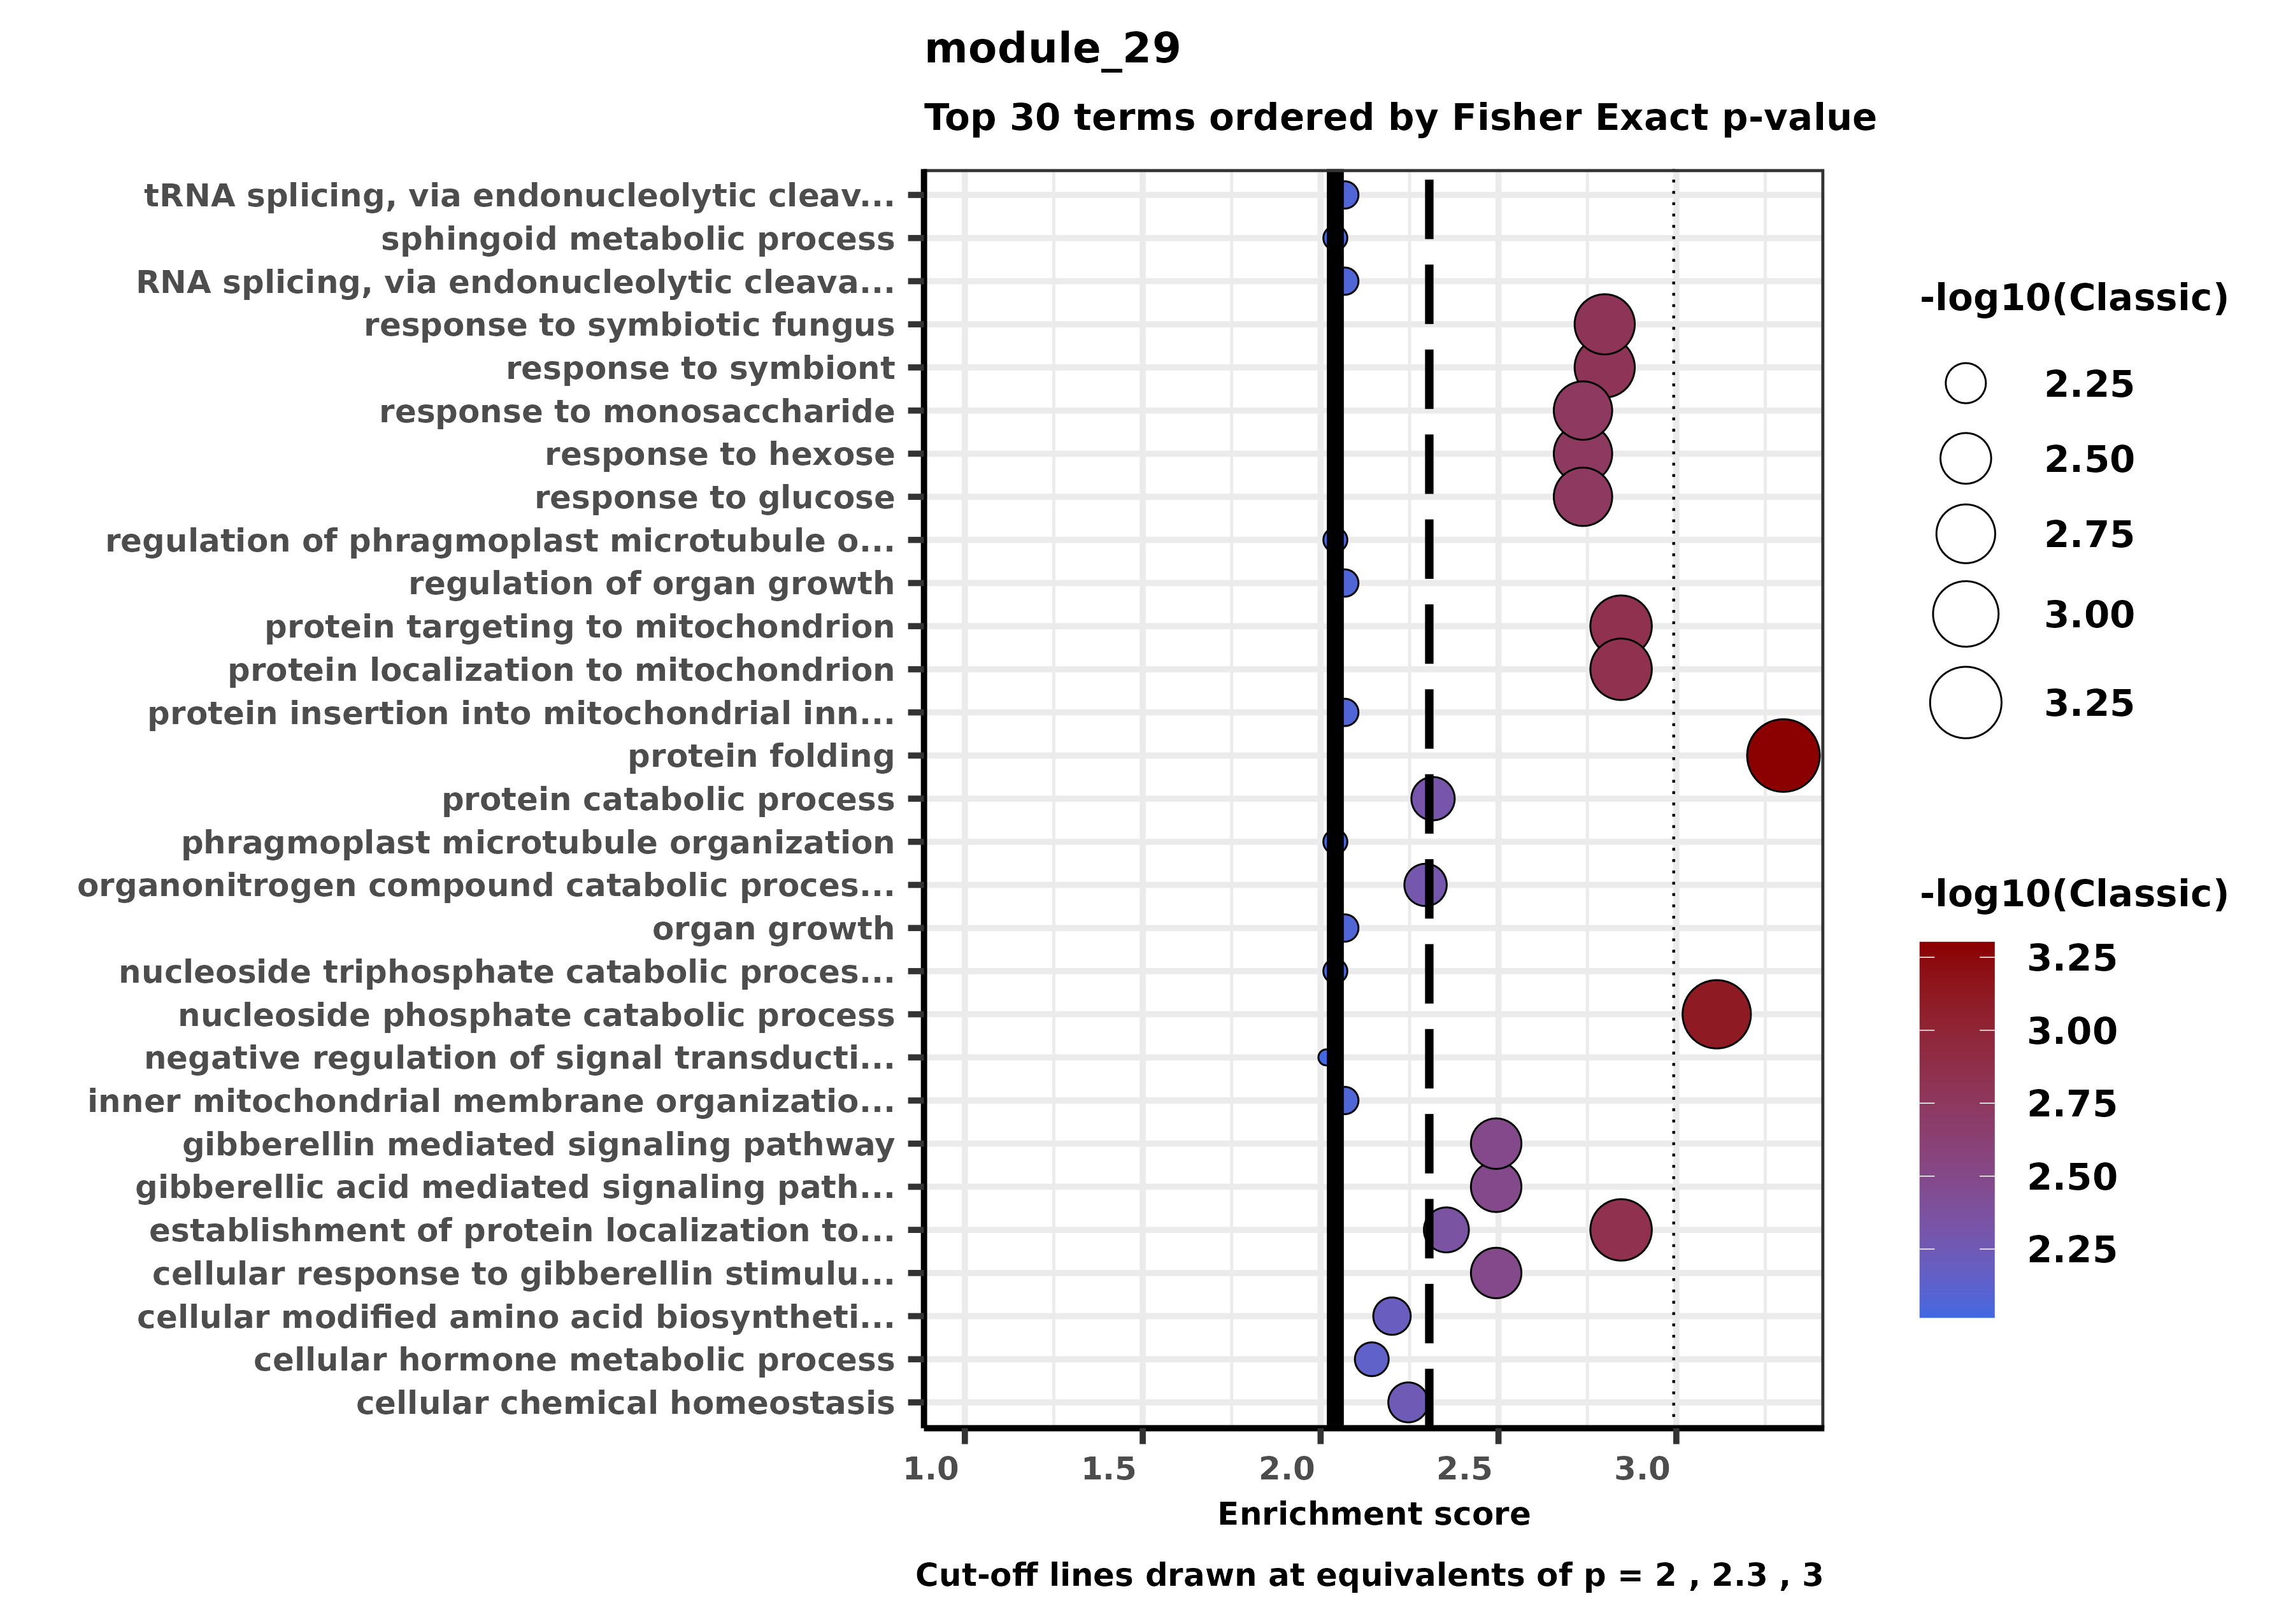 module_29
Top 30 terms ordered by Fisher Exact p-value
tRNA splicing, via endonucleolytic cleav...
sphingoid metabolic process
RNA splicing, via endonucleolytic cleava...
response to symbiotic fungus
response to symbiont
response to monosaccharide
response to hexose
response to glucose
regulation of phragmoplast microtubule o...
regulation of organ growth
protein targeting to mitochondrion
protein localization to mitochondrion
protein insertion into mitochondrial inn...
protein folding
protein catabolic process
phragmoplast microtubule organization
organonitrogen compound catabolic proces...
organ growth
nucleoside triphosphate catabolic proces...
nucleoside phosphate catabolic process
negative regulation of signal transducti...
inner mitochondrial membrane organizatio...
gibberellin mediated signaling pathway
gibberellic acid mediated signaling path...
establishment of protein localization to...
cellular response to gibberellin stimulu...
cellular modified amino acid biosyntheti...
cellular hormone metabolic process
cellular chemical homeostasis
1.0 1.5 2.0 2.5 3.0
Enrichment score
Cut-off lines drawn at equivalents of p = 2 , 2.3 , 3
-log10(Classic)
2.25
2.50
2.75
3.00
3.25
-log10(Classic)
3.25
3.00
2.75
2.50
2.25